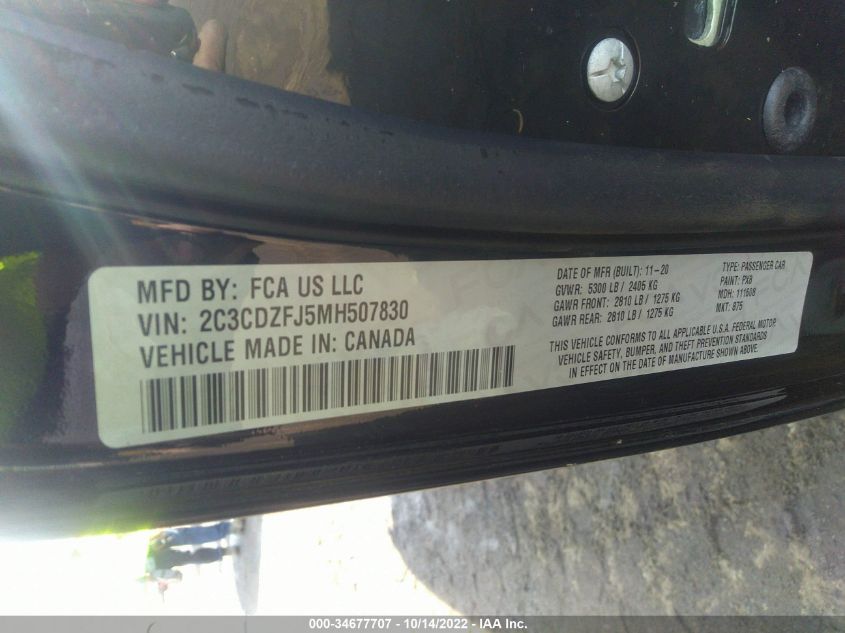 MFD BY: FCA US LLC
VIN: 2C3CDZFJ5MH507830
VEHICLE MADE IN: CANADA
DATE OF MFR (BUILT): 11-20
GVWR: 5300 LB / 2405 KG
GAWR FRONT: 2810 LB / 1275 KG
GAWR REAR: 2810 LB / 1275 KG
TYPE: PASSENGER CAR
PAINT: PX8
MDH: 111608
MKT: 875
THIS VEHICLE CONFORMS TO ALL APPLICABLE U.S.A. FEDERAL MOTOR
VEHICLE SAFETY, BUMPER, AND THEFT PREVENTION STANDARDS
IN EFFECT ON THE DATE OF MANUFACTURE SHOWN ABOVE.
000-34677707 - 10/14/2022 - IAA Inc.